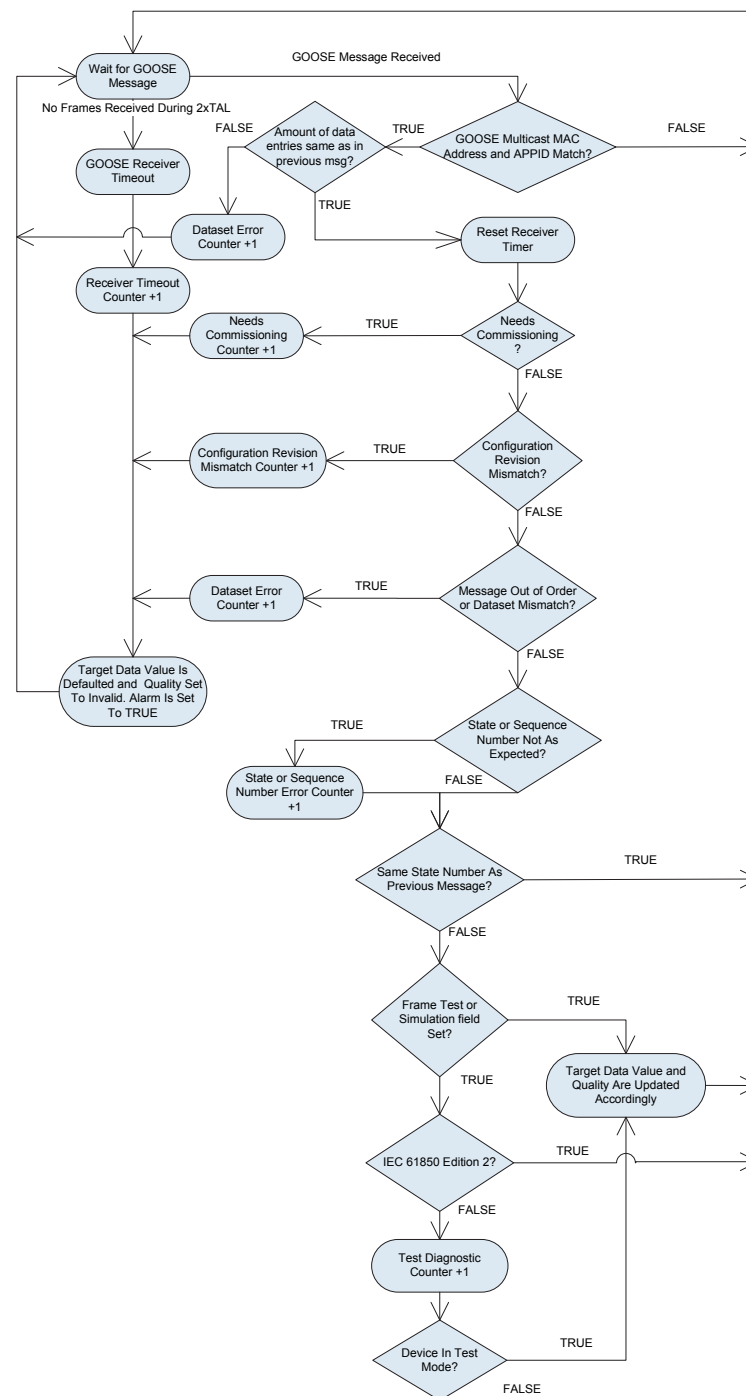 Wait for GOOSE
Message
GOOSE Message Received
No Frames Received During 2xTAL
FALSE
Amount of data
entries same as in
previous msg?
TRUE
GOOSE Multicast MAC
Address and APPID Match?
FALSE
GOOSE Receiver
Timeout
TRUE
Dataset Error
Counter +1
Reset Receiver
Timer
Receiver Timeout
Counter +1
Needs
Commissioning
Counter +1
TRUE
Needs
Commissioning
?
FALSE
Configuration Revision
Mismatch Counter +1
TRUE
Configuration
Revision
Mismatch?
FALSE
Dataset Error
Counter +1
TRUE
Message Out of Order
or Dataset Mismatch?
FALSE
Target Data Value Is
Defaulted and Quality Set
To Invalid. Alarm Is Set
To TRUE
TRUE
State or Sequence
Number Not As
Expected?
State or Sequence
Number Error Counter
+1
FALSE
Same State Number As
Previous Message?
TRUE
FALSE
Frame Test or
Simulation field
Set?
TRUE
TRUE
Target Data Value and
Quality Are Updated
Accordingly
IEC 61850 Edition 2?
TRUE
FALSE
Test Diagnostic
Counter +1
Device In Test
Mode?
TRUE
FALSE